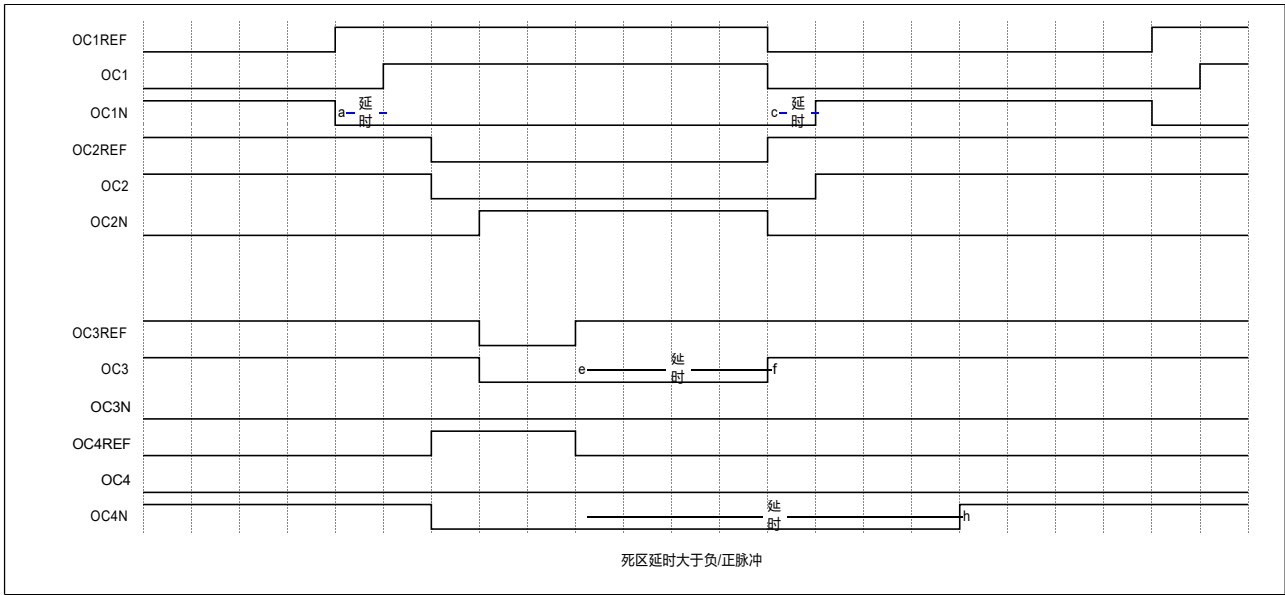 OC1REF
OC1
OC1N
a
延
时
c
延
时
OC2REF
OC2
OC2N
OC3REF
OC3
e
延
时
f
OC3N
OC4REF
OC4
OC4N
延
时
h
死区延时大于负/正脉冲